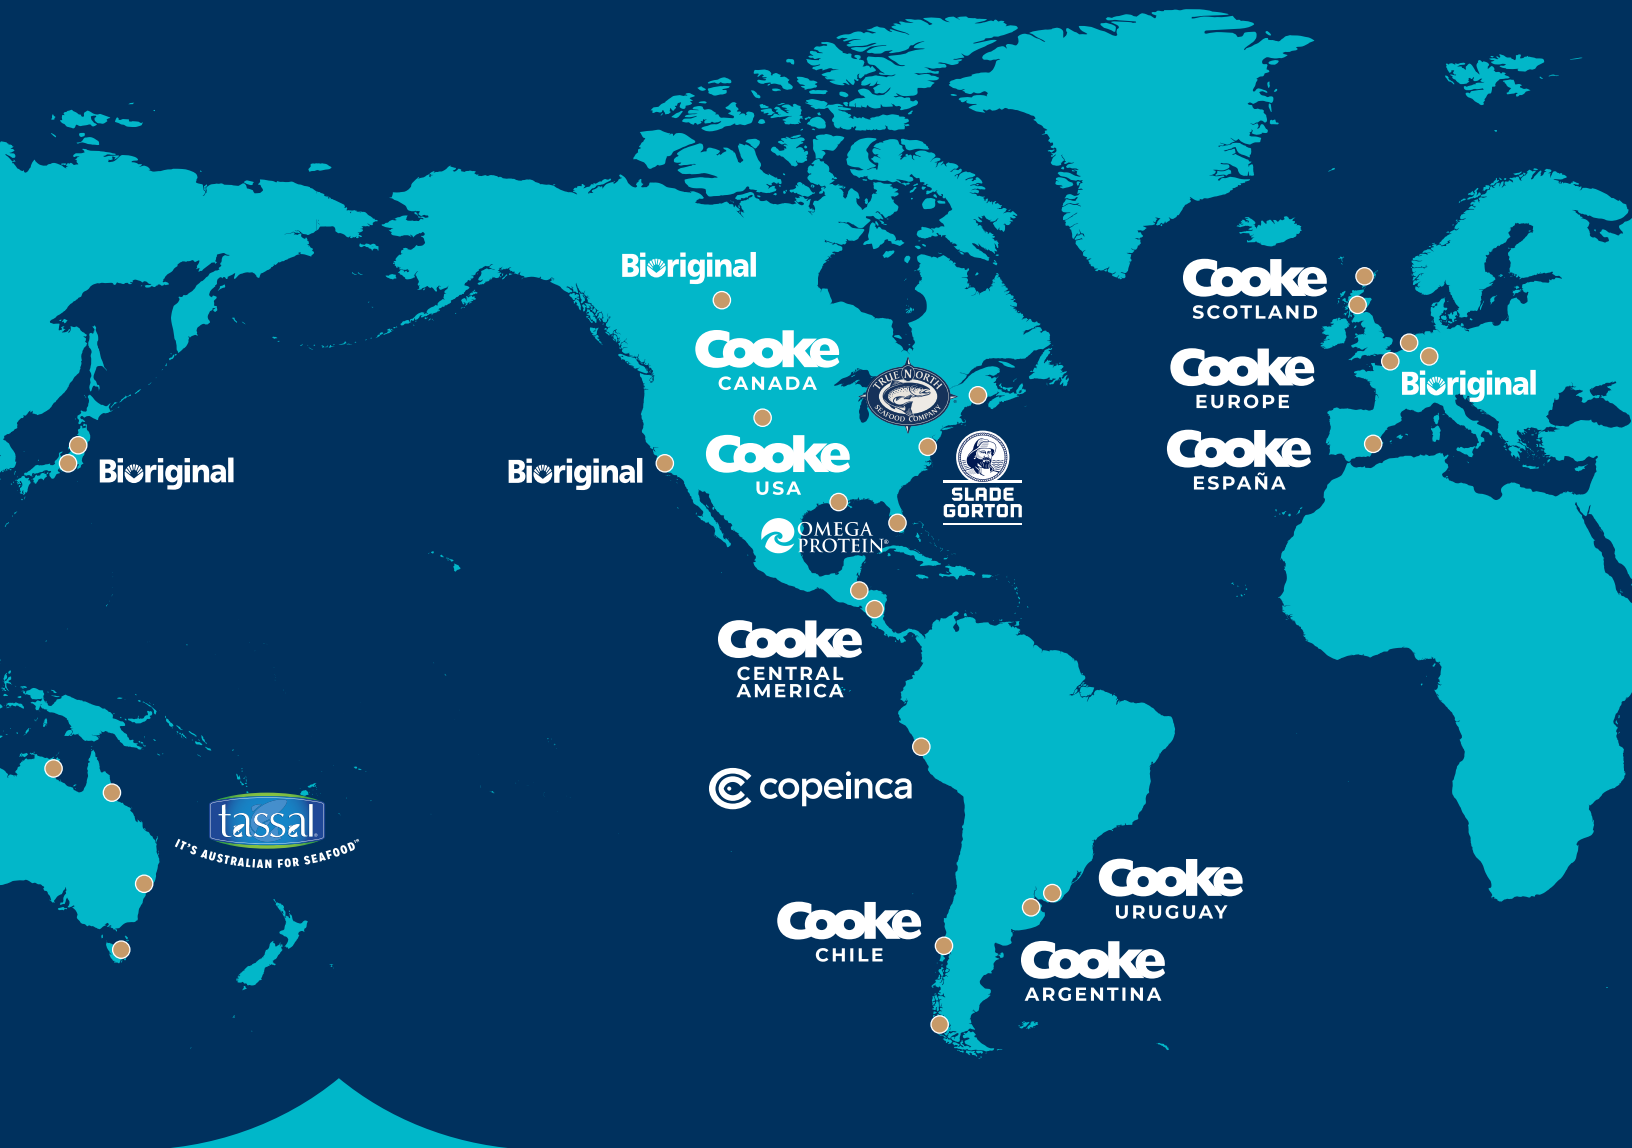 Bioriginal
Cooke
CANADA
TRUE NORTH
SEAFOOD COMPANY
Cooke
USA
SLADE
GORTON
OMEGA
PROTEIN®
Bioriginal
Bioriginal
Cooke
SCOTLAND
Cooke
EUROPE
Bioriginal
Cooke
ESPAÑA
Cooke
CENTRAL
AMERICA
copeinca
tassal
IT'S AUSTRALIAN FOR SEAFOOD™
Cooke
URUGUAY
Cooke
CHILE
Cooke
ARGENTINA